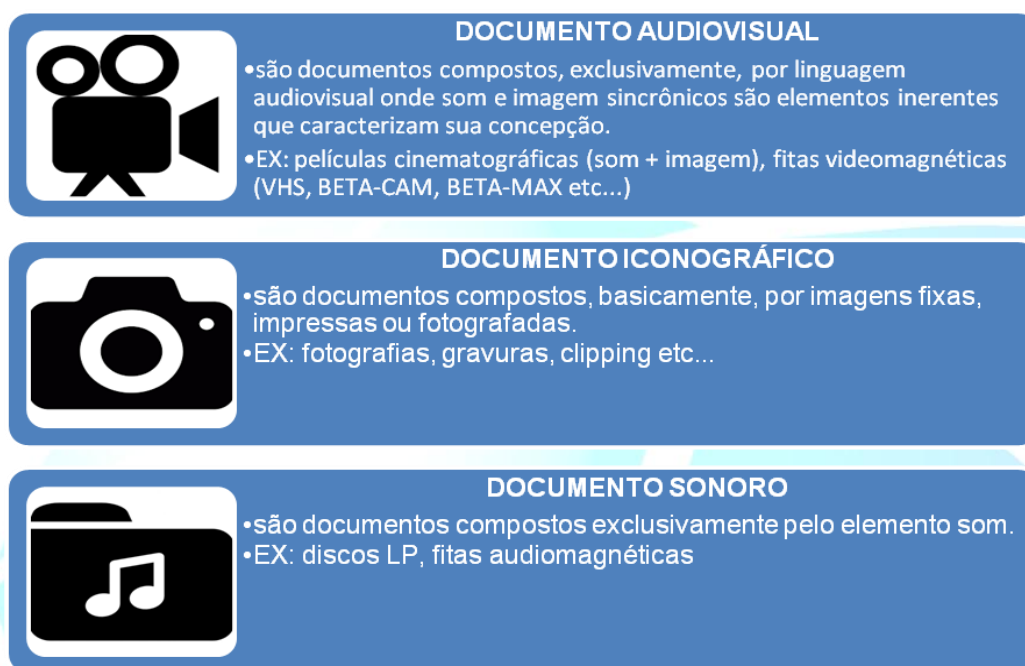 DOCUMENTO AUDIOVISUAL
•são documentos compostos, exclusivamente, por linguagem
audiovisual onde som e imagem sincrônicos são elementos inerentes
que caracterizam sua concepção.
•EX: películas cinematográficas (som + imagem), fitas videomagnéticas
(VHS, BETA-CAM, BETA-MAX etc...)
DOCUMENTO ICONOGRÁFICO
•são documentos compostos, basicamente, por imagens fixas,
impressas ou fotografadas.
•EX: fotografias, gravuras, clipping etc...
DOCUMENTO SONORO
•são documentos compostos exclusivamente pelo elemento som.
•EX: discos LP, fitas audiomagnéticas